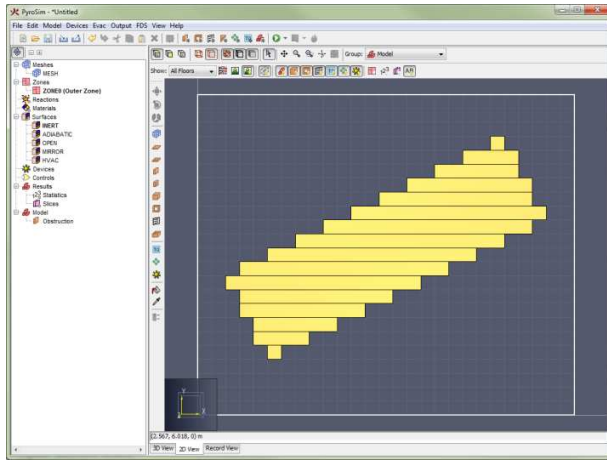 PyroSim - *Untitled
File Edit Model Devices Evac Output FDS View Help
Group: Model
Show: All Floors
Meshes
MESH
Zones
ZONE0 (Outer Zone)
Reactions
Materials
Surfaces
INERT
ADIABATIC
OPEN
MIRROR
HVAC
Devices
Controls
Results
Statistics
Slices
Model
Obstruction
Y
X
(2.567, 6.018, 0) m
3D View 2D View Record View